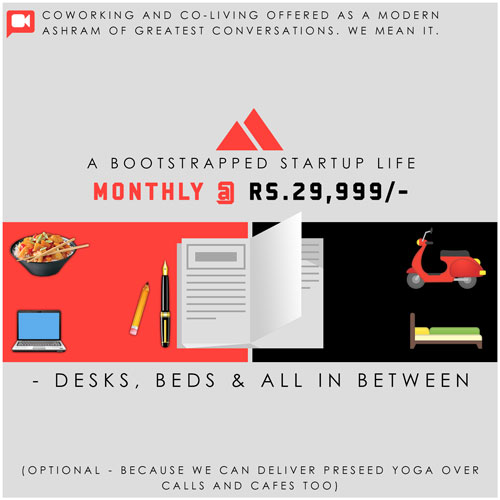 COWORKING AND CO-LIVING OFFERED AS A MODERN
ASHRAM OF GREATEST CONVERSATIONS. WE MEAN IT.
A BOOTSTRAPPED STARTUP LIFE
MONTHLY @ RS.29,999/-
- DESKS, BEDS & ALL IN BETWEEN
(OPTIONAL - BECAUSE WE CAN DELIVER PRESEED YOGA OVER
CALLS AND CAFES TOO)